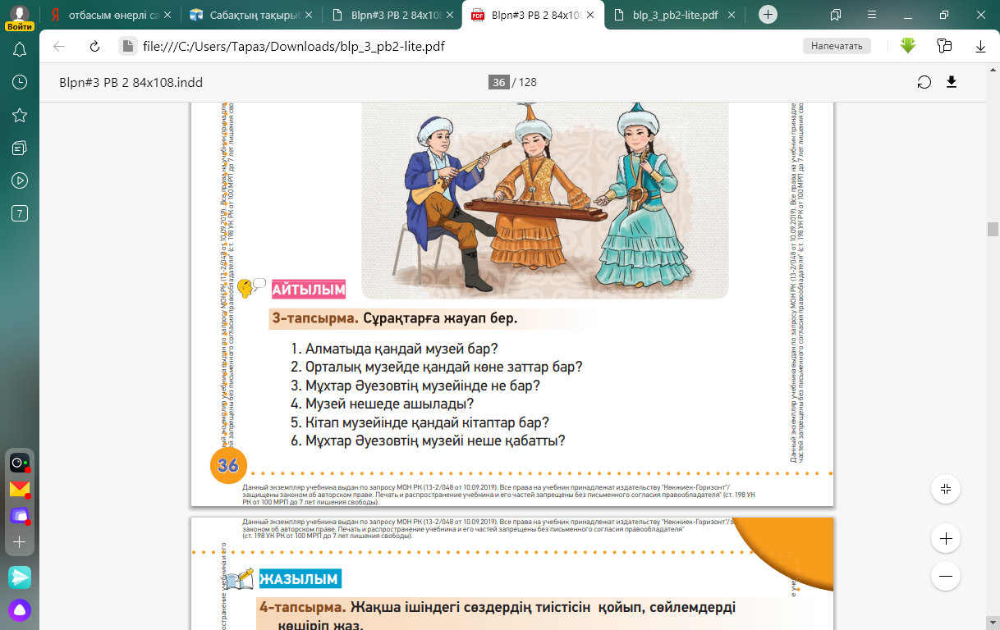 отбасым өнерлі са
Сабақтың тақыры
Blpn#3 PB 2 84x108
Blpn#3 PB 2 84x108
blp_3_pb2-lite.pdf
Войти
file:///C:/Users/Тараз/Downloads/blp_3_pb2-lite.pdf
Напечатать
Blpn#3 PB 2 84x108.indd
36 / 128
7
АЙТЫЛЫМ
3-тапсырма. Сұрақтарға жауап бер.
1. Алматыда қандай музей бар?
2. Орталық музейде қандай көне заттар бар?
3. Мұхтар Әуезовтің музейінде не бар?
4. Музей нешеде ашылады?
5. Кітап музейінде қандай кітаптар бар?
6. Мұхтар Әуезовтің музейі неше қабатты?
36
Данный экземпляр учебника выдан по запросу МОН РК (13-2/048 от 10.09.2019). Все права на учебник принадлежат издательству "Көкжиек-Горизонт"/
защищены законом об авторском праве. Печать и распространение учебника и его частей запрещены без письменного согласия правообладателя" (ст. 198 УК
РК от 100 МРП до 7 лет лишения свободы).
Данный экземпляр учебника выдан по запросу МОН РК (13-2/048 от 10.09.2019). Все права на учебник принадлежат издательству "Көкжиек-Горизонт"/з
законом об авторском праве. Печать и распространение учебника и его частей запрещены без письменного согласия правообладателя"
(ст. 198 УК РК от 100 МРП до 7 лет лишения свободы).
ЖАЗЫЛЫМ
4-тапсырма. Жақша ішіндегі сөздердің тиістісін қойып, сөйлемдерді
көшіріп жаз.